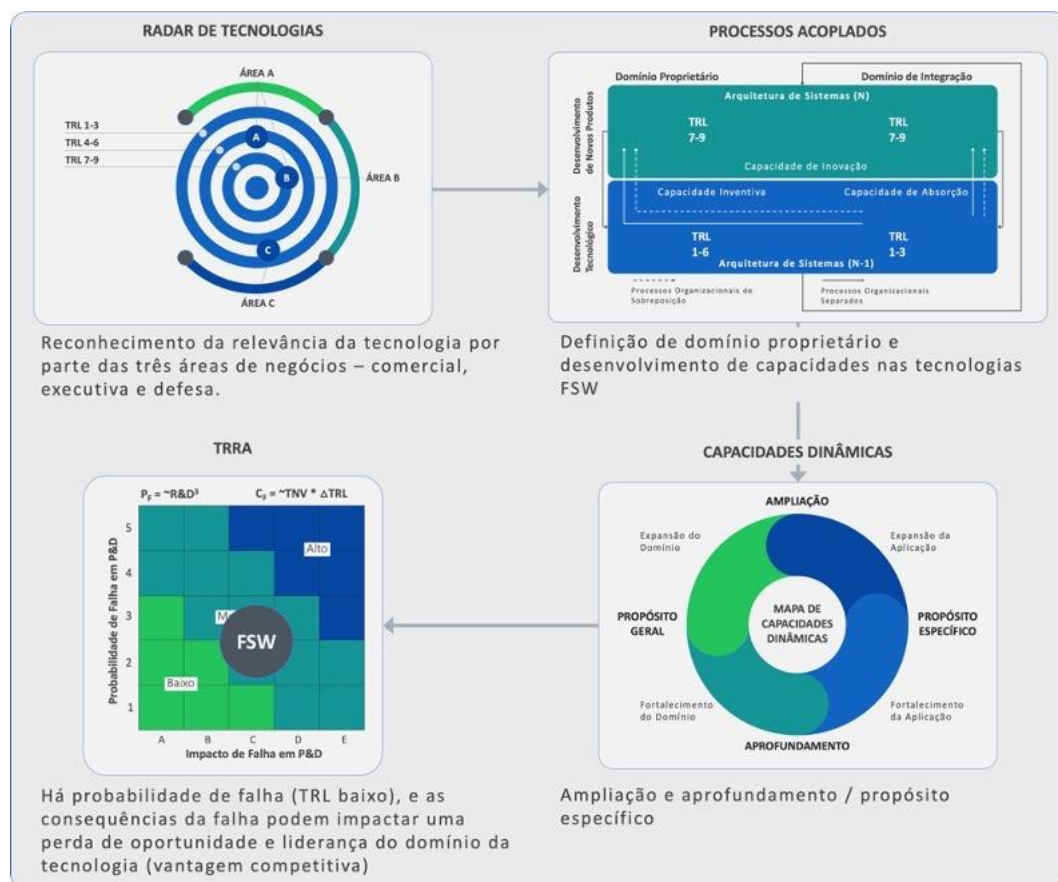 RADAR DE TECNOLOGIAS
ÁREA A
TRL 1-3
TRL 4-6
TRL 7-9
A
B
C
ÁREA B
ÁREA C
Reconhecimento da relevância da tecnologia por
parte das três áreas de negócios – comercial,
executiva e defesa.
PROCESSOS ACOPLADOS
Domínio Proprietário
Domínio de Integração
Desenvolvimento
de Novos Produtos
Arquitetura de Sistemas (N)
TRL
7-9
TRL
7-9
Capacidade de Inovação
Desenvolvimento
Tecnológico
Capacidade Inventiva
Capacidade de Absorção
TRL
1-6
TRL
1-3
Arquitetura de Sistemas (N-1)
Processos Organizacionais de
Sobreposição
Processos Organizacionais
Separados
Definição de domínio proprietário e
desenvolvimento de capacidades nas tecnologias
FSW
TRRA
P_F = ~R&D³
C_F = ~TNV * △TRL
Probabilidade de Falha em P&D
5
4
3
2
1
Alto
M
FSW
Baixo
A
B
C
D
E
Impacto de Falha em P&D
Há probabilidade de falha (TRL baixo), e as
consequências da falha podem impactar uma
perda de oportunidade e liderança do domínio da
tecnologia (vantagem competitiva)
CAPACIDADES DINÂMICAS
AMPLIAÇÃO
Expansão do
Domínio
Expansão da
Aplicação
PROPÓSITO
GERAL
MAPA DE
CAPACIDADES
DINÂMICAS
PROPÓSITO
ESPECÍFICO
Fortalecimento
do Domínio
Fortalecimento
da Aplicação
APROFUNDAMENTO
Ampliação e aprofundamento / propósito
específico